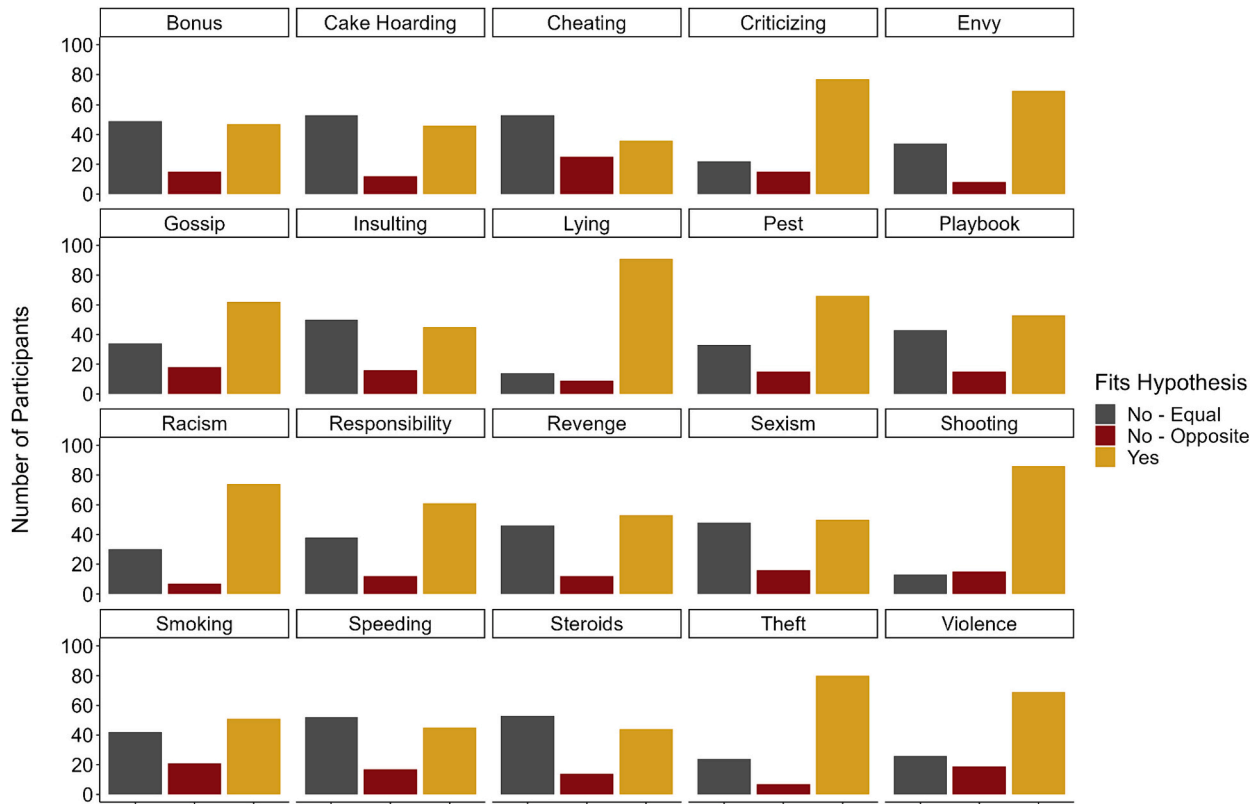 Bonus Cake Hoarding Cheating Criticizing Envy
100
80
60
40
20
0
Gossip Insulting Lying Pest Playbook
100
80
60
40
20
0
Racism Responsibility Revenge Sexism Shooting
100
80
60
40
20
0
Smoking Speeding Steroids Theft Violence
100
80
60
40
20
0
Number of Participants
Fits Hypothesis
No - Equal
No - Opposite
Yes